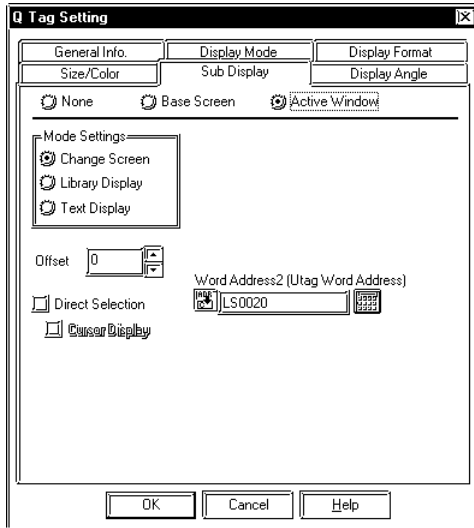 Q Tag Setting
General Info. Display Mode Display Format
Size/Color Sub Display Display Angle
None Base Screen Active Window
Mode Settings
Change Screen
Library Display
Text Display
Offset 0
Word Address2 (Utag Word Address)
Direct Selection LS0020
Cursor Display
OK Cancel Help